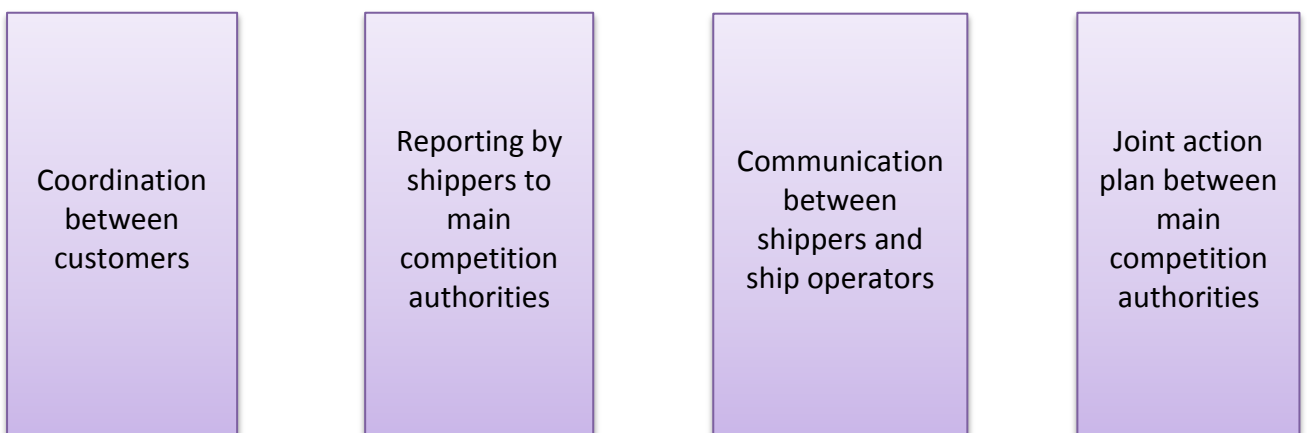 Coordination
between
customers
Reporting by
shippers to
main
competition
authorities
Communication
between
shippers and
ship operators
Joint action
plan between
main
competition
authorities